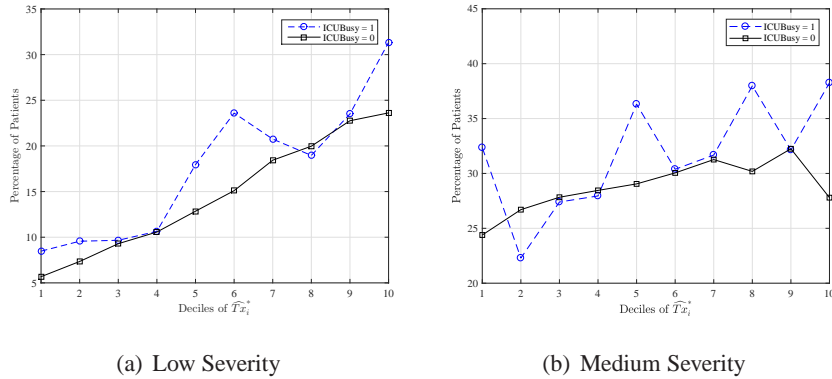 35
30
25
20
15
10
5
Percentage of Patients
ICUBusy = 1
ICUBusy = 0
1 2 3 4 5 6 7 8 9 10
Deciles of $\widehat{Tx}_i^*$
(a) Low Severity
45
40
35
30
25
20
Percentage of Patients
ICUBusy = 1
ICUBusy = 0
1 2 3 4 5 6 7 8 9 10
Deciles of $\widehat{Tx}_i^*$
(b) Medium Severity